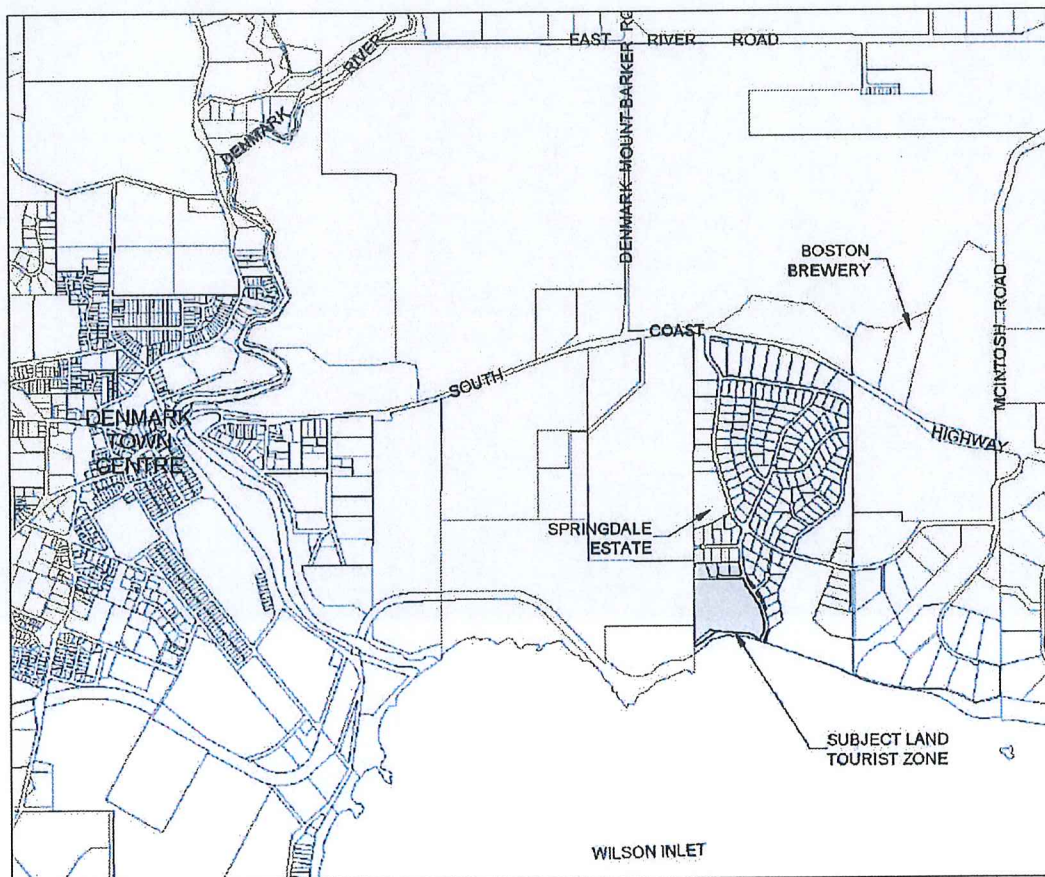 EAST RIVER ROAD
DENMARK RIVER
DENMARK MOUNT BARKER RO
BOSTON
BREWERY
MCINTOSH ROAD
SOUTH COAST HIGHWAY
DENMARK
TOWN
CENTRE
SPRINGDALE
ESTATE
SUBJECT LAND
TOURIST ZONE
WILSON INLET